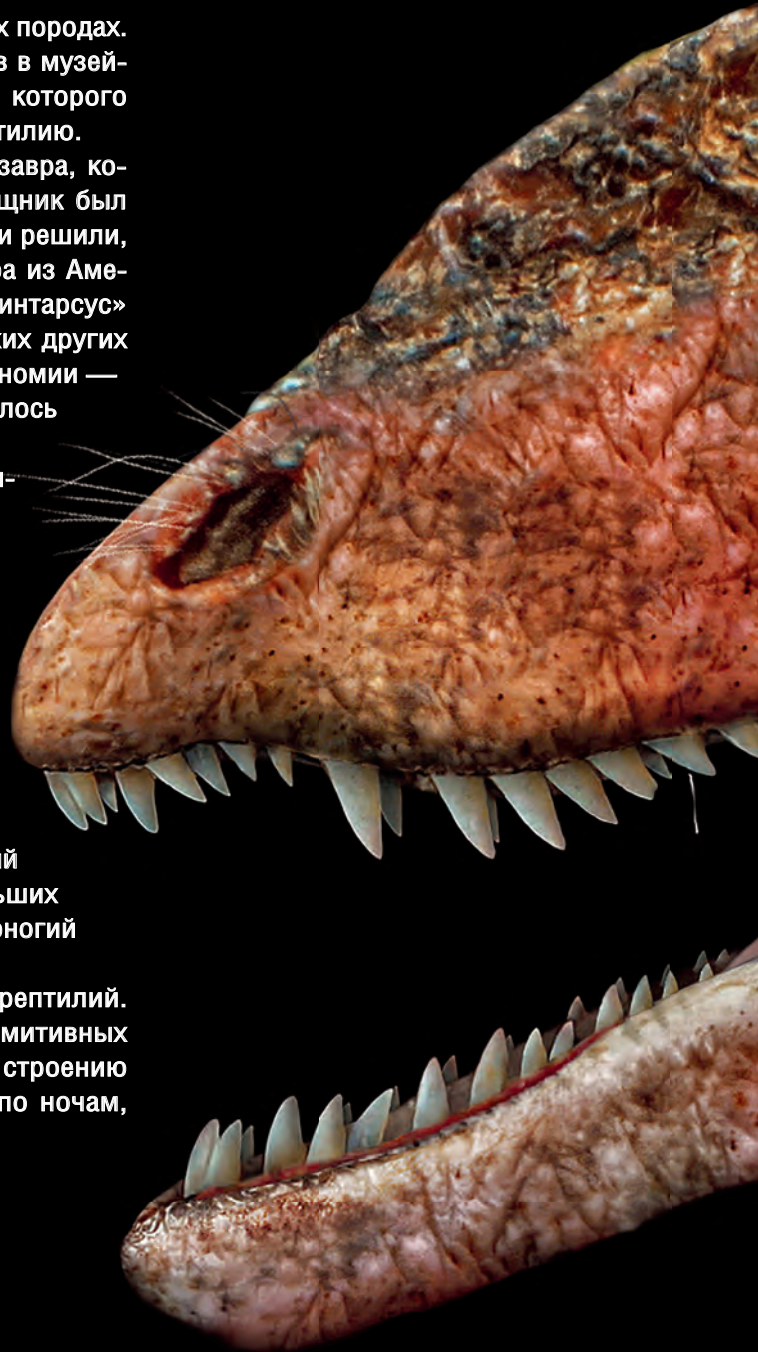 х породах.
в в музей-
которого
тилию.
завра, ко-
щник был
и решили,
ра из Аме-
интарсус»
ких других
номии —
лось
и-
ий
ьших
оногий
рептилий.
митивных
строению
по ночам,